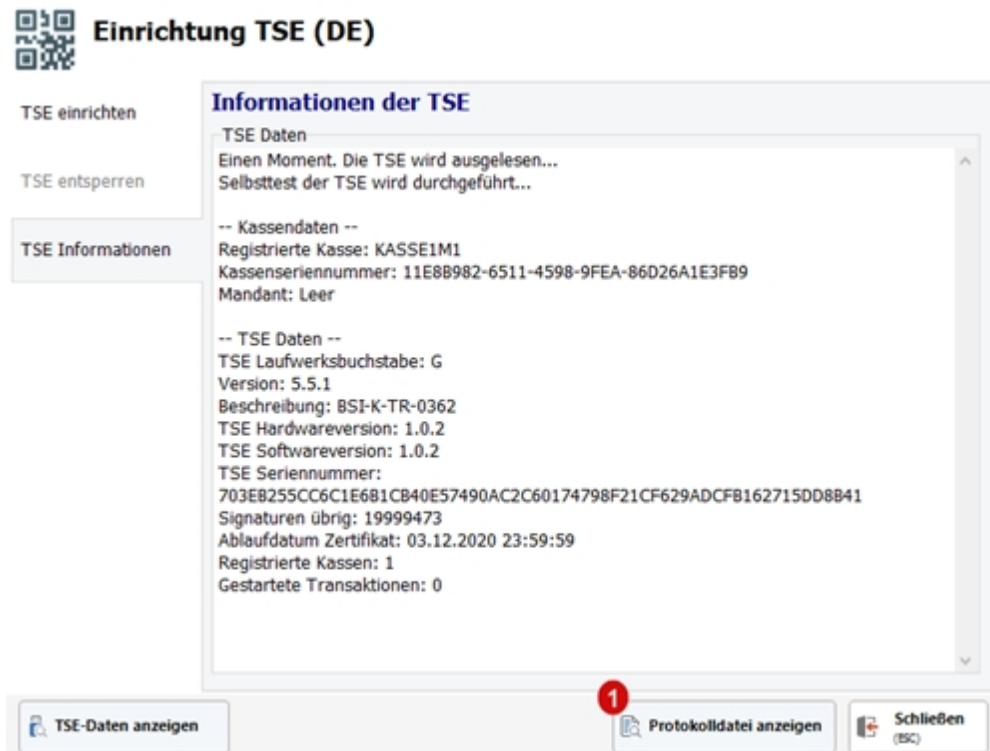 Einrichtung TSE (DE)
TSE einrichten
TSE entsperren
TSE Informationen
Informationen der TSE
TSE Daten
Einen Moment. Die TSE wird ausgelesen...
Selbsttest der TSE wird durchgeführt...
-- Kassendaten --
Registrierte Kasse: KASSE1M1
Kassenseriennummer: 11E8B982-6511-4598-9FEA-86D26A1E3FB9
Mandant: Leer
-- TSE Daten --
TSE Laufwerksbuchstabe: G
Version: 5.5.1
Beschreibung: BSI-K-TR-0362
TSE Hardwareversion: 1.0.2
TSE Softwareversion: 1.0.2
TSE Seriennummer:
703EB255CC6C1E6B1CB40E57490AC2C60174798F21CF629ADCFB162715DD8B41
Signaturen übrig: 19999473
Ablaufdatum Zertifikat: 03.12.2020 23:59:59
Registrierte Kassen: 1
Gestartete Transaktionen: 0
1
TSE-Daten anzeigen
Protokolldatei anzeigen
Schließen
(ESC)